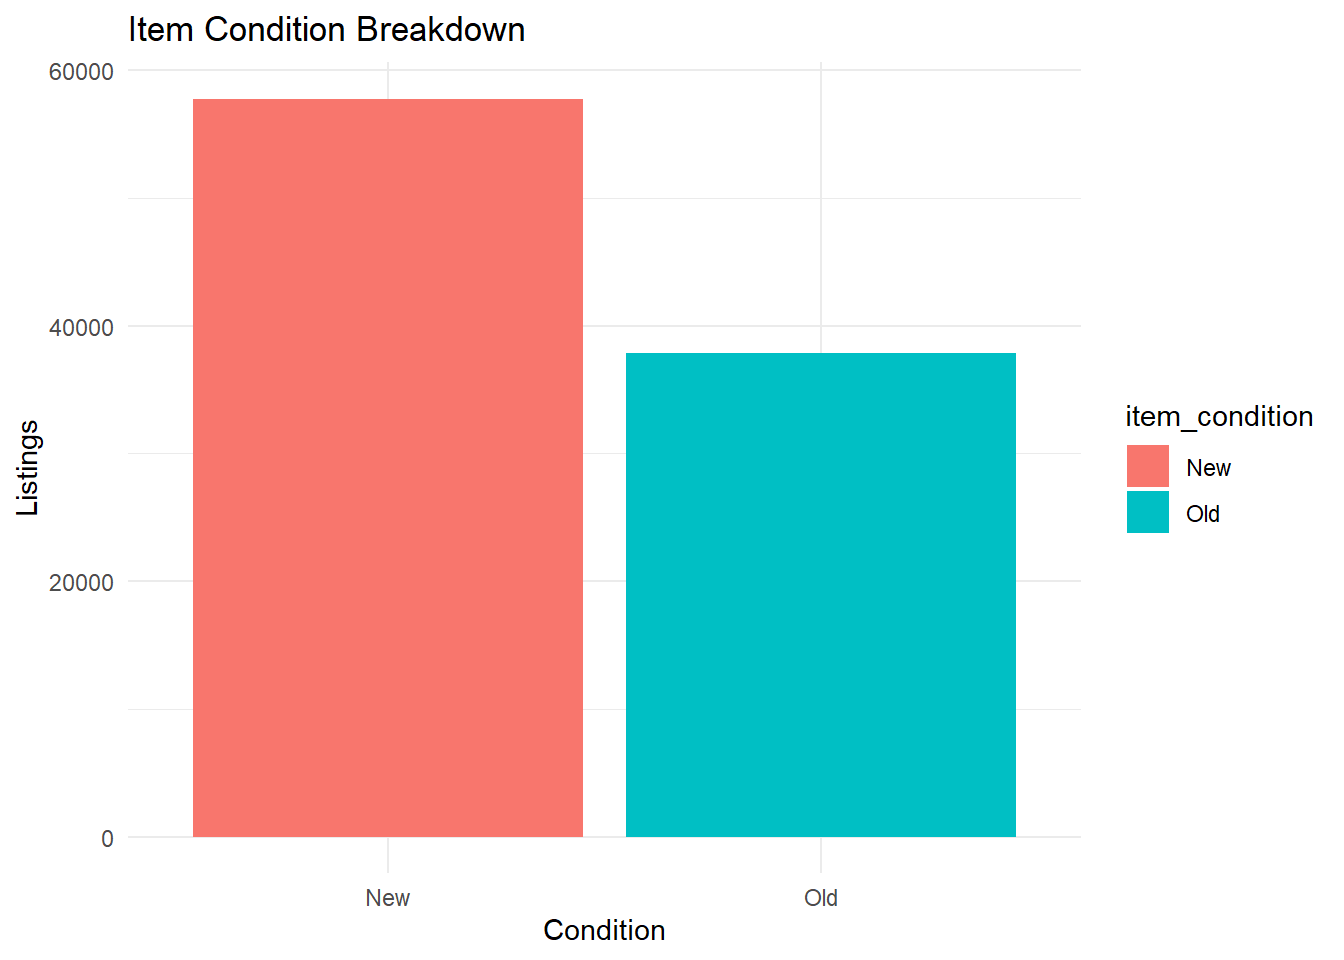 Item Condition Breakdown
60000
40000
20000
0
Listings
New
Old
Condition
item_condition
New
Old